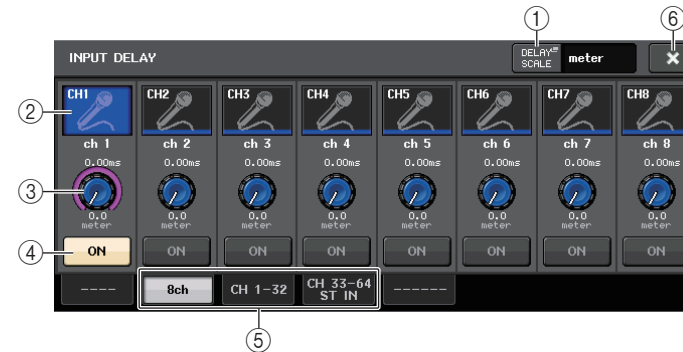 ① ⑥
INPUT DELAY DELAY SCALE meter ×
② CH1 CH2 CH3 CH4 CH5 CH6 CH7 CH8
ch 1 ch 2 ch 3 ch 4 ch 5 ch 6 ch 7 ch 8
0.00ms 0.00ms 0.00ms 0.00ms 0.00ms 0.00ms 0.00ms 0.00ms
③
0.0 0.0 0.0 0.0 0.0 0.0 0.0 0.0
meter meter meter meter meter meter meter meter
④ ON ON ON ON ON ON ON ON
---- 8ch CH 1-32 CH 33-64 ST IN ------
⑤